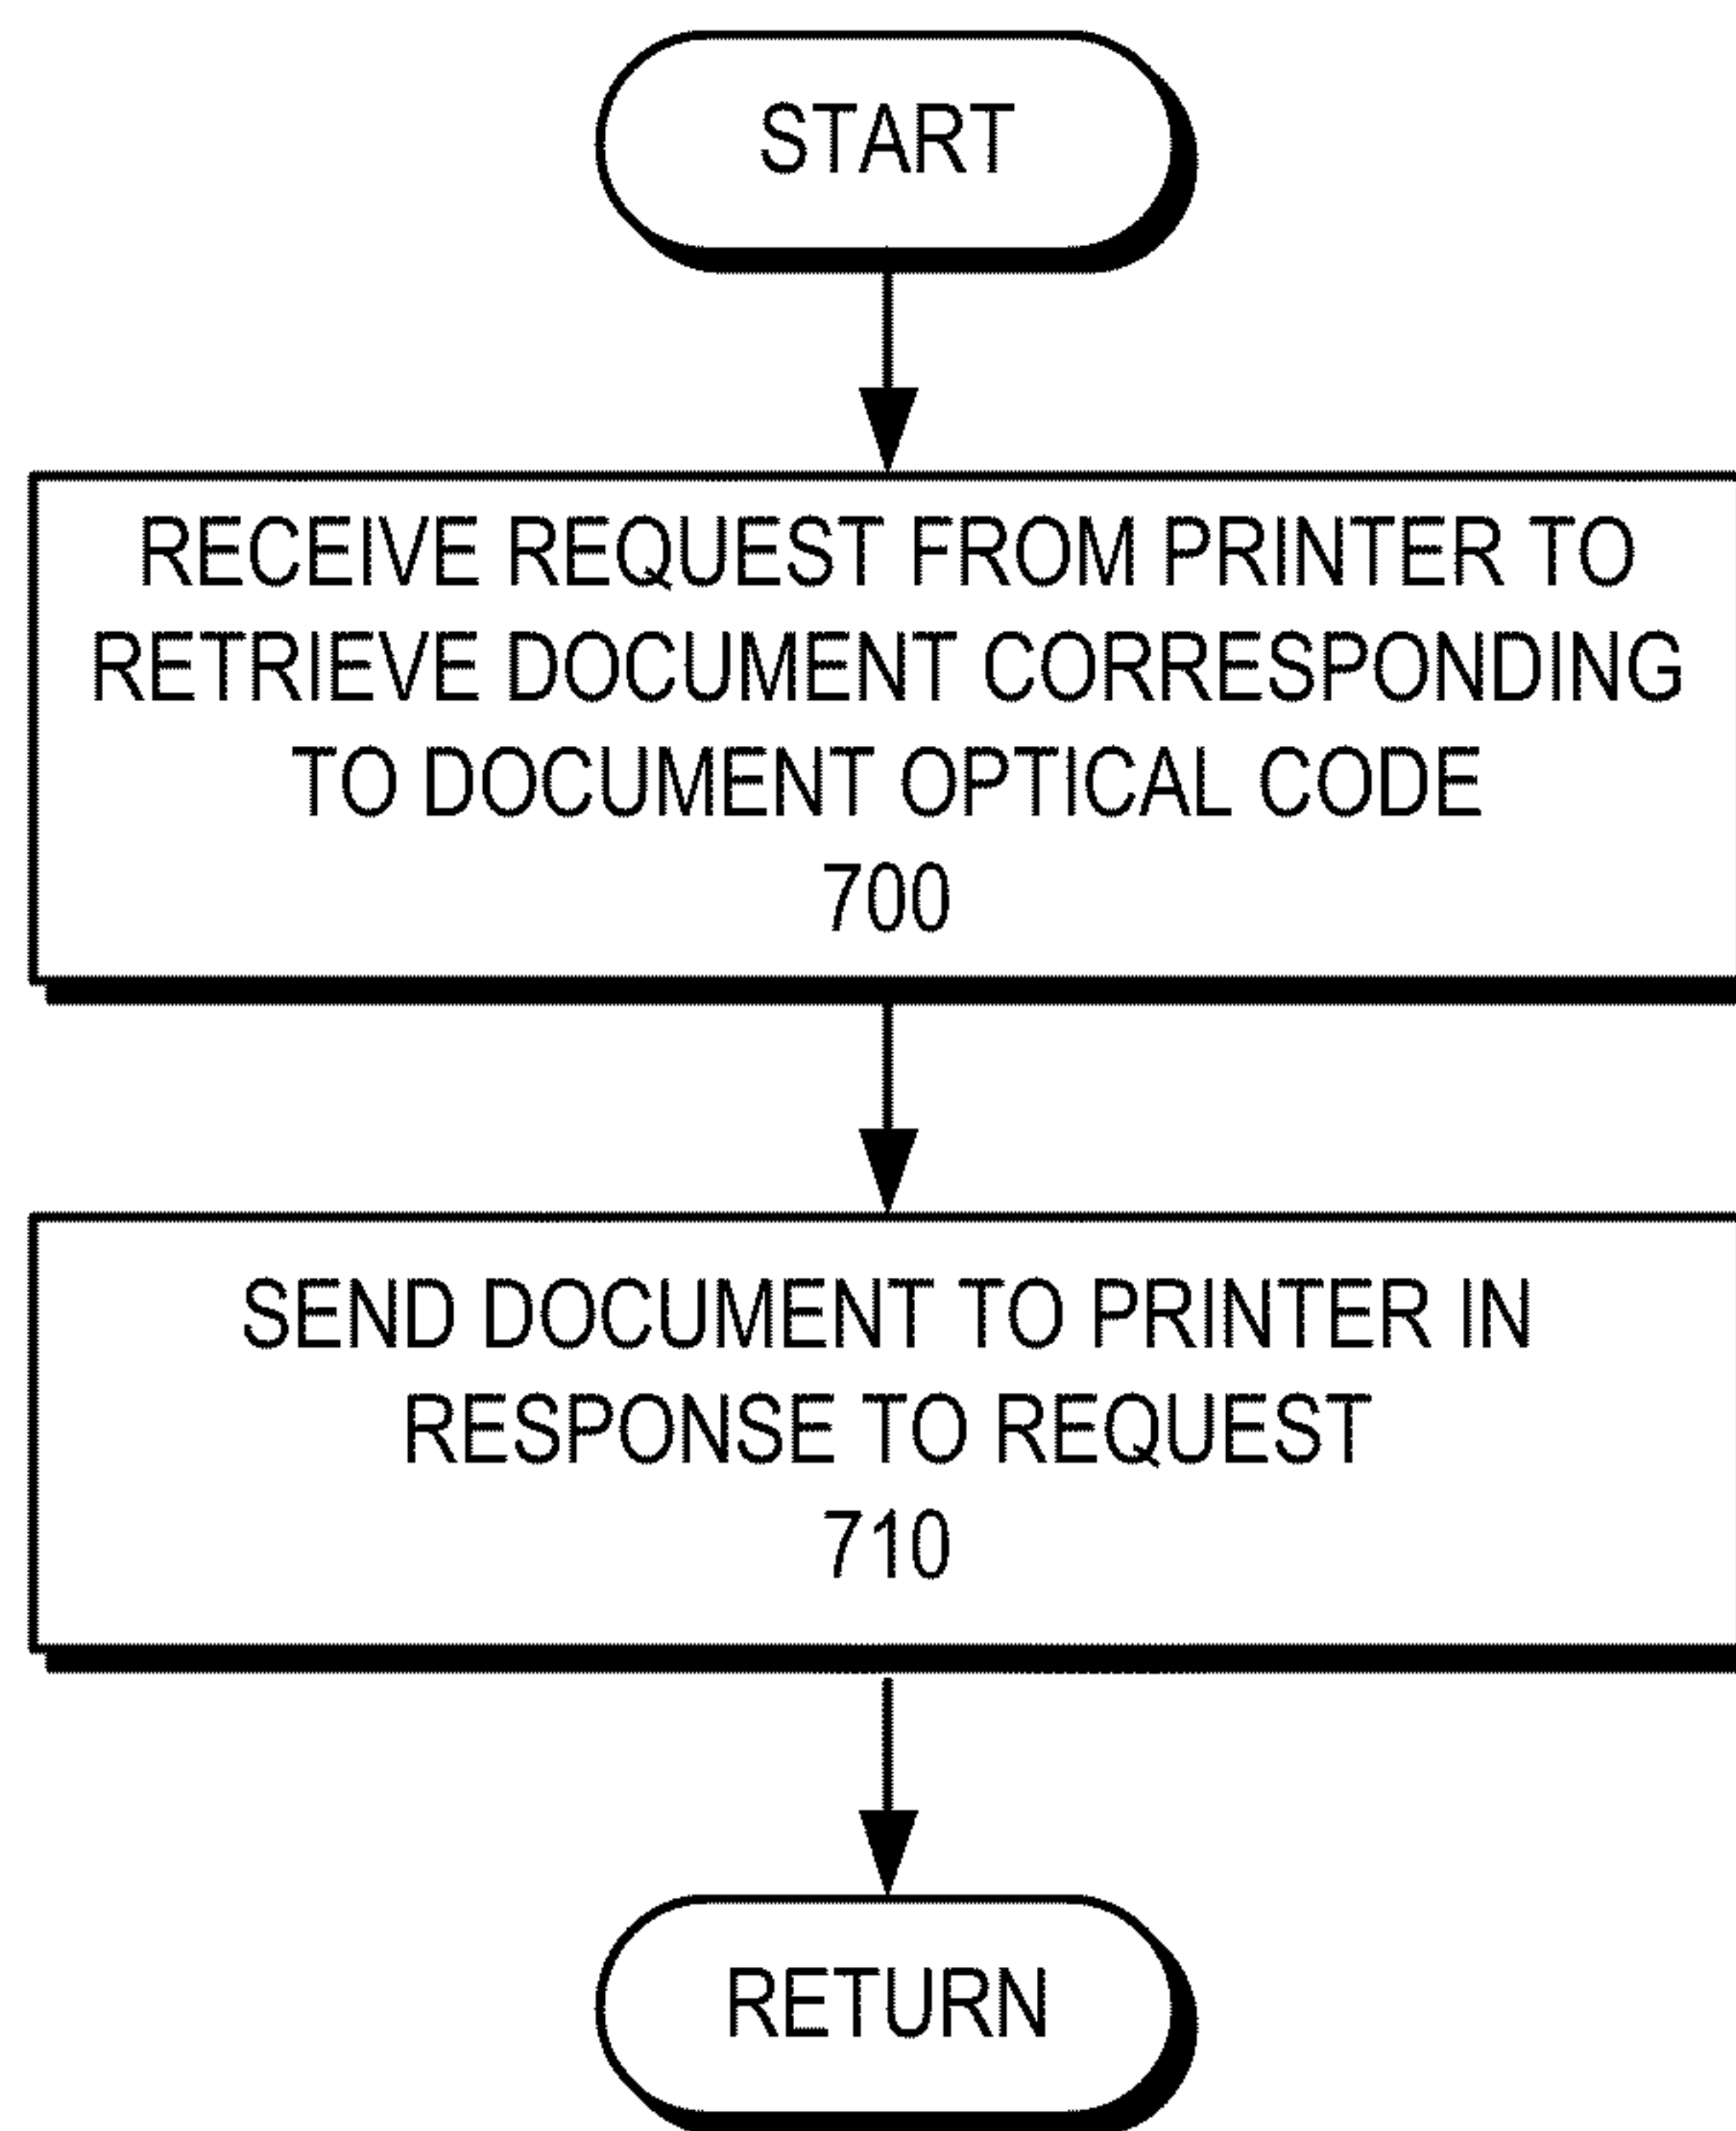 START
RECEIVE REQUEST FROM PRINTER TO
RETRIEVE DOCUMENT CORRESPONDING
TO DOCUMENT OPTICAL CODE
700
SEND DOCUMENT TO PRINTER IN
RESPONSE TO REQUEST
710
RETURN